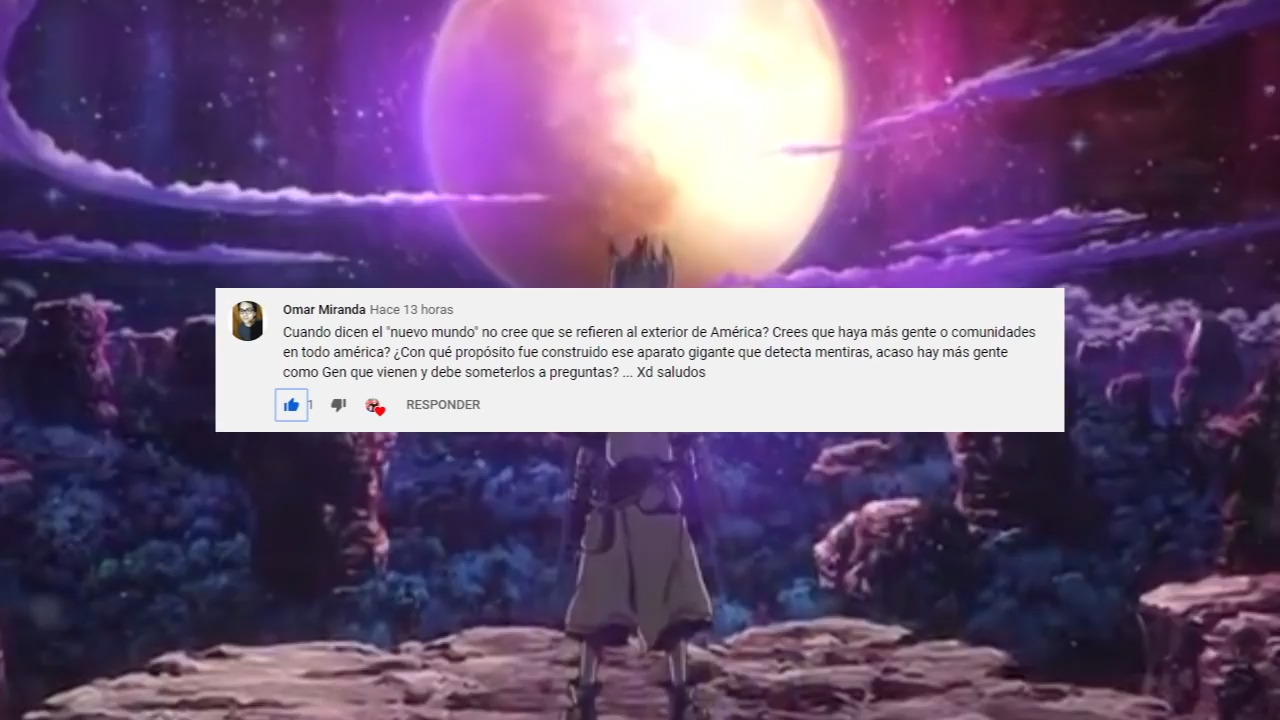 Omar Miranda Hace 13 horas
Cuando dicen el "nuevo mundo" no cree que se refieren al exterior de América? Crees que haya más gente o comunidades
en todo américa? ¿Con qué propósito fue construido ese aparato gigante que detecta mentiras, acaso hay más gente
como Gen que vienen y debe someterlos a preguntas? ... Xd saludos
1 RESPONDER